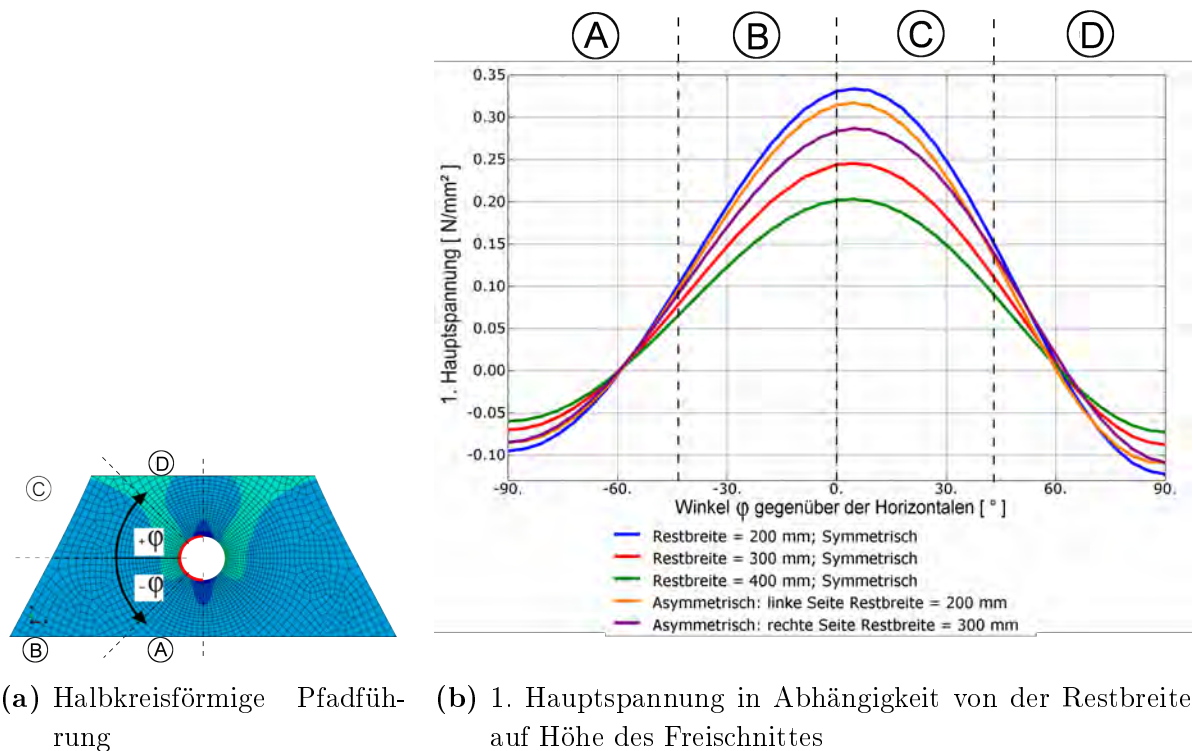 A B C D
0.35
0.30
0.25
0.20
0.15
0.10
0.05
0.00
-0.05
-0.10
1. Hauptspannung [ N/mm² ]
-90. -60. -30. 0. 30. 60. 90.
Winkel φ gegenüber der Horizontalen [ ° ]
Restbreite = 200 mm; Symmetrisch
Restbreite = 300 mm; Symmetrisch
Restbreite = 400 mm; Symmetrisch
Asymmetrisch: linke Seite Restbreite = 200 mm
Asymmetrisch: rechte Seite Restbreite = 300 mm
D
C
+φ
-φ
B A
(a) Halbkreisförmige Pfadfüh-
rung
(b) 1. Hauptspannung in Abhängigkeit von der Restbreite
auf Höhe des Freischnittes